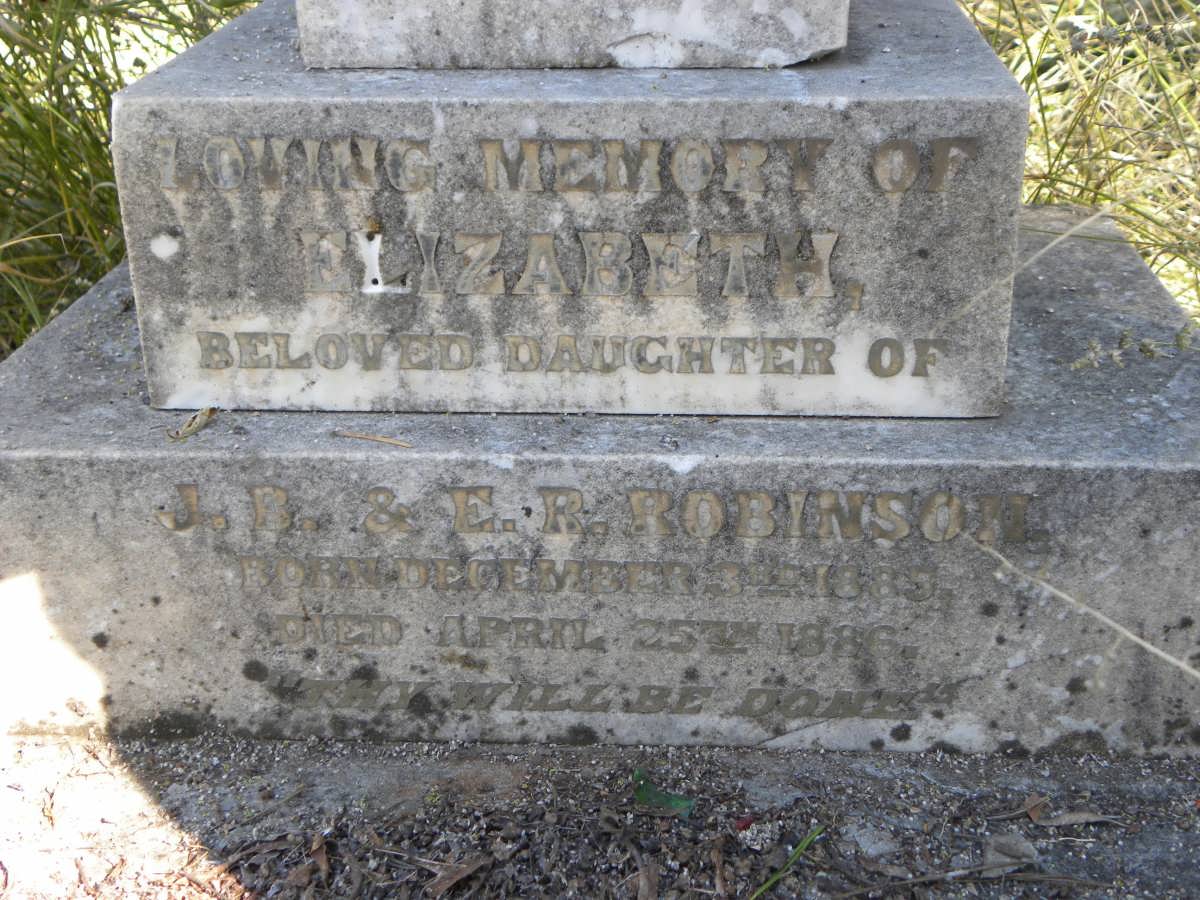 LOVING MEMORY OF
ELIZABETH,
BELOVED DAUGHTER OF
J. B. & E. R. ROBINSON,
BORN DECEMBER 3RD 1885.
DIED APRIL 25TH 1886.
"THY WILL BE DONE"